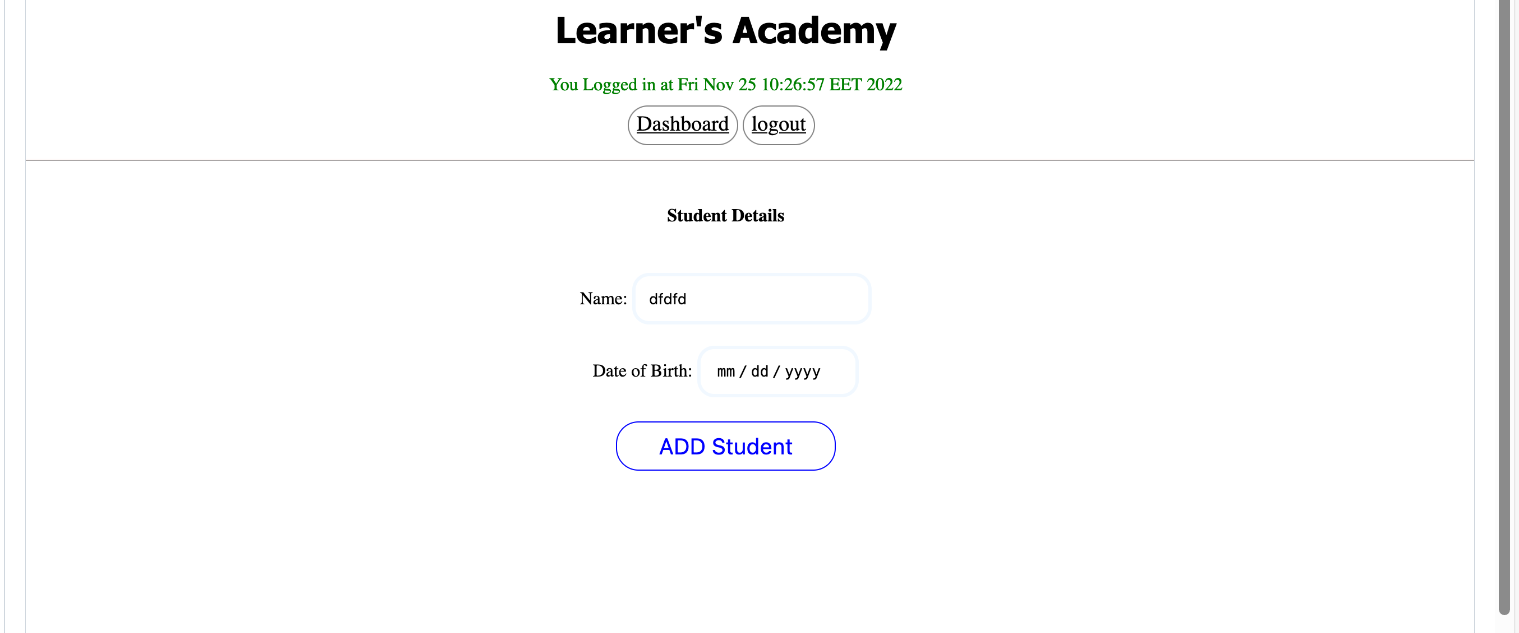 Learner's Academy
You Logged in at Fri Nov 25 10:26:57 EET 2022
Dashboard logout
Student Details
Name: dfdfd
Date of Birth: mm / dd / yyyy
ADD Student